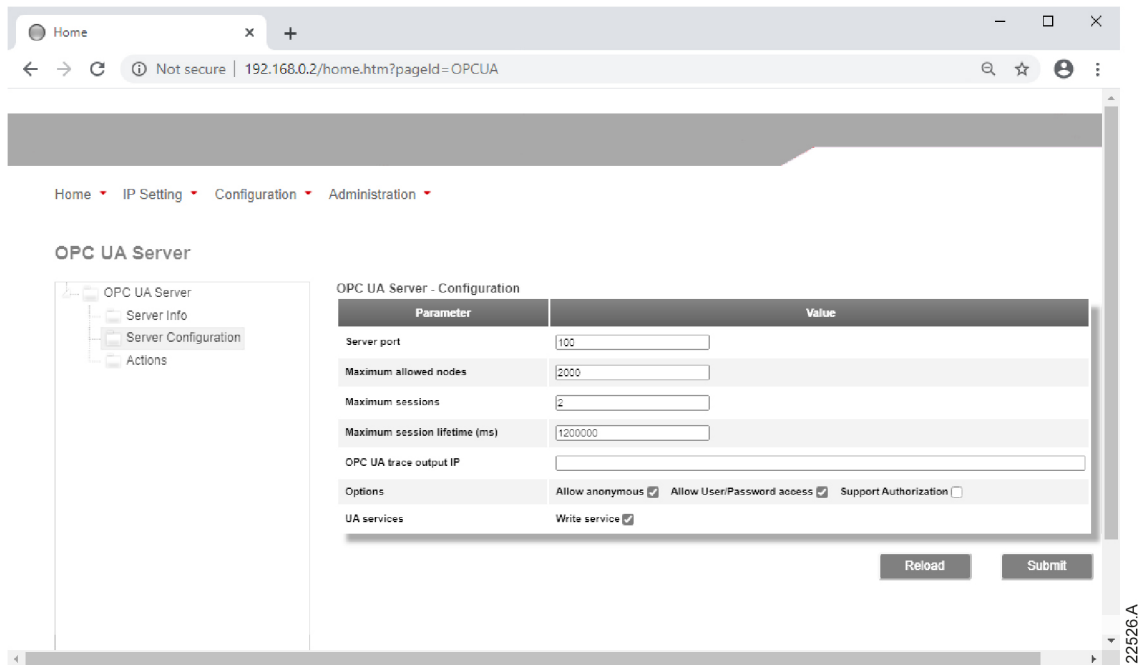 Home
Not secure | 192.168.0.2/home.htm?pageId=OPCUA
Home IP Setting Configuration Administration
OPC UA Server
OPC UA Server
Server Info
Server Configuration
Actions
OPC UA Server - Configuration
Parameter Value
Server port 100
Maximum allowed nodes 2000
Maximum sessions 2
Maximum session lifetime (ms) 1200000
OPC UA trace output IP
Options Allow anonymous Allow User/Password access Support Authorization
UA services Write service
Reload Submit
22526.A